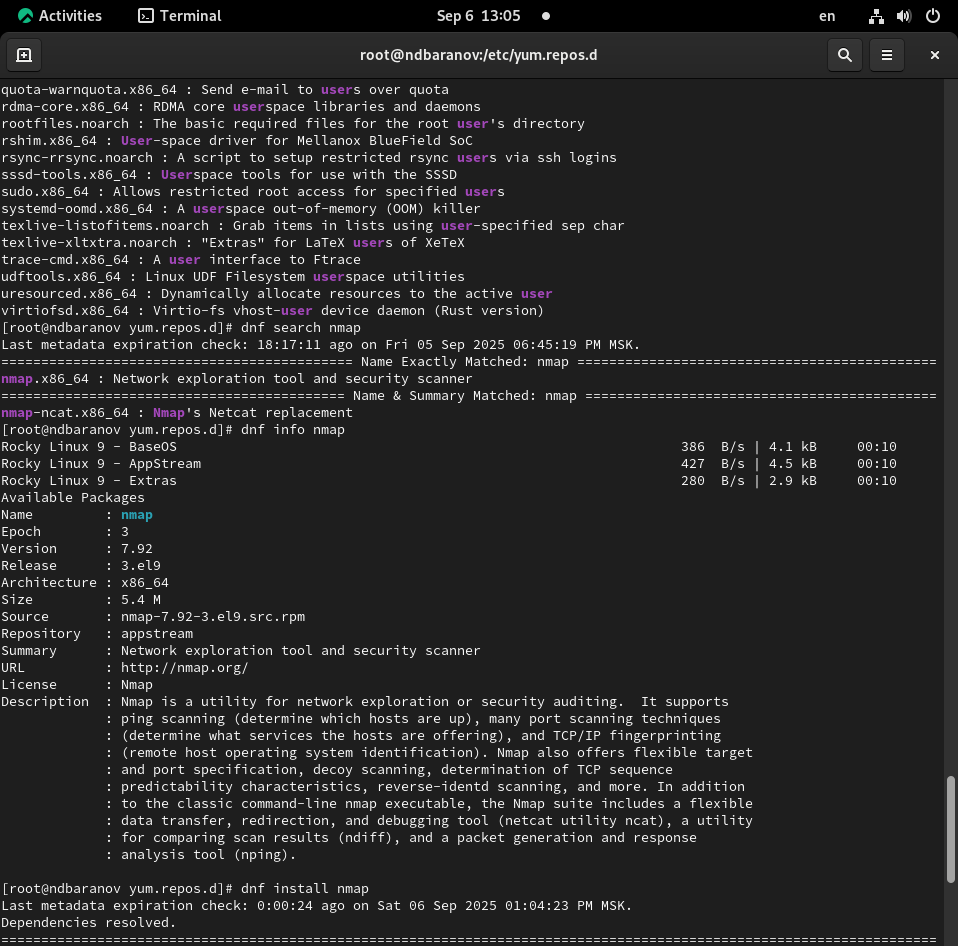 Activities Terminal Sep 6 13:05 en
root@ndbaranov:/etc/yum.repos.d
quota-warnquota.x86_64 : Send e-mail to users over quota
rdma-core.x86_64 : RDMA core userspace libraries and daemons
rootfiles.noarch : The basic required files for the root user's directory
rshim.x86_64 : User-space driver for Mellanox BlueField SoC
rsync-rrsync.noarch : A script to setup restricted rsync users via ssh logins
sssd-tools.x86_64 : Userspace tools for use with the SSSD
sudo.x86_64 : Allows restricted root access for specified users
systemd-oomd.x86_64 : A userspace out-of-memory (OOM) killer
texlive-listofitems.noarch : Grab items in lists using user-specified sep char
texlive-xltxtra.noarch : "Extras" for LaTeX users of XeTeX
trace-cmd.x86_64 : A user interface to Ftrace
udftools.x86_64 : Linux UDF Filesystem userspace utilities
uresourced.x86_64 : Dynamically allocate resources to the active user
virtiofsd.x86_64 : Virtio-fs vhost-user device daemon (Rust version)
[root@ndbaranov yum.repos.d]# dnf search nmap
Last metadata expiration check: 18:17:11 ago on Fri 05 Sep 2025 06:45:19 PM MSK.
============================================ Name Exactly Matched: nmap =============================================
nmap.x86_64 : Network exploration tool and security scanner
=========================================== Name & Summary Matched: nmap ============================================
nmap-ncat.x86_64 : Nmap's Netcat replacement
[root@ndbaranov yum.repos.d]# dnf info nmap
Rocky Linux 9 - BaseOS 386 B/s | 4.1 kB 00:10
Rocky Linux 9 - AppStream 427 B/s | 4.5 kB 00:10
Rocky Linux 9 - Extras 280 B/s | 2.9 kB 00:10
Available Packages
Name : nmap
Epoch : 3
Version : 7.92
Release : 3.el9
Architecture : x86_64
Size : 5.4 M
Source : nmap-7.92-3.el9.src.rpm
Repository : appstream
Summary : Network exploration tool and security scanner
URL : http://nmap.org/
License : Nmap
Description : Nmap is a utility for network exploration or security auditing.  It supports
: ping scanning (determine which hosts are up), many port scanning techniques
: (determine what services the hosts are offering), and TCP/IP fingerprinting
: (remote host operating system identification). Nmap also offers flexible target
: and port specification, decoy scanning, determination of TCP sequence
: predictability characteristics, reverse-identd scanning, and more. In addition
: to the classic command-line nmap executable, the Nmap suite includes a flexible
: data transfer, redirection, and debugging tool (netcat utility ncat), a utility
: for comparing scan results (ndiff), and a packet generation and response
: analysis tool (nping).
[root@ndbaranov yum.repos.d]# dnf install nmap
Last metadata expiration check: 0:00:24 ago on Sat 06 Sep 2025 01:04:23 PM MSK.
Dependencies resolved.
=====================================================================================================================